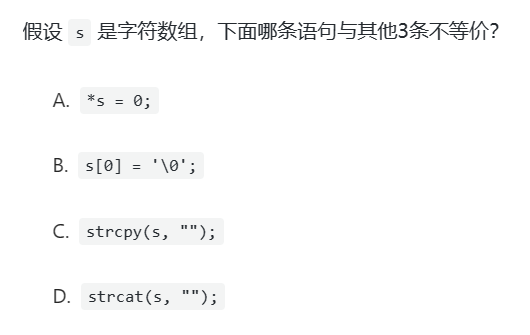 假设 s 是字符数组，下面哪条语句与其他3条不等价?
A. *s = 0;
B. s[0] = '\0';
C. strcpy(s, "");
D. strcat(s, "");